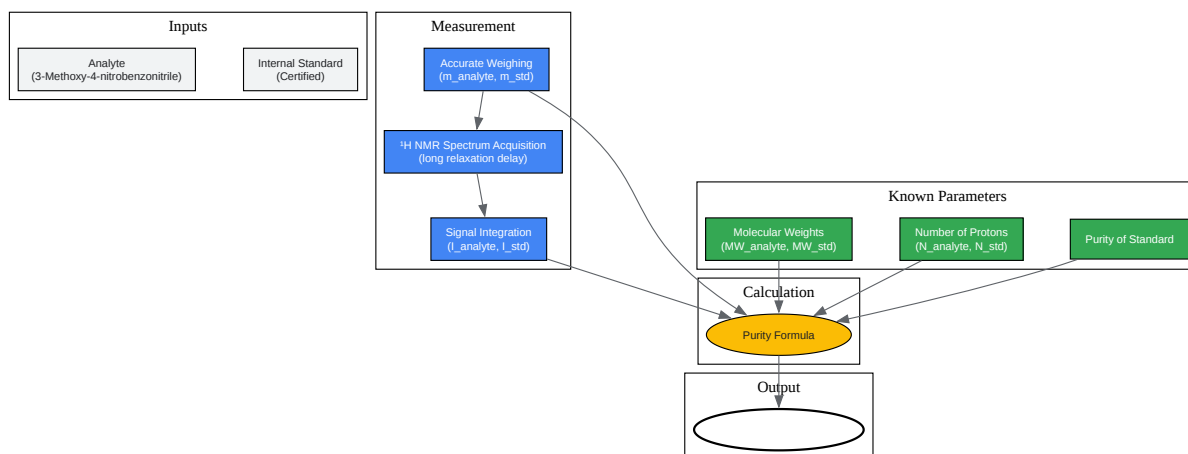 Inputs
Analyte
(3-Methoxy-4-nitrobenzonitrile)
Internal Standard
(Certified)
Measurement
Accurate Weighing
(m_analyte, m_std)
¹H NMR Spectrum Acquisition
(long relaxation delay)
Signal Integration
(I_analyte, I_std)
Known Parameters
Molecular Weights
(MW_analyte, MW_std)
Number of Protons
(N_analyte, N_std)
Purity of Standard
Calculation
Purity Formula
Output